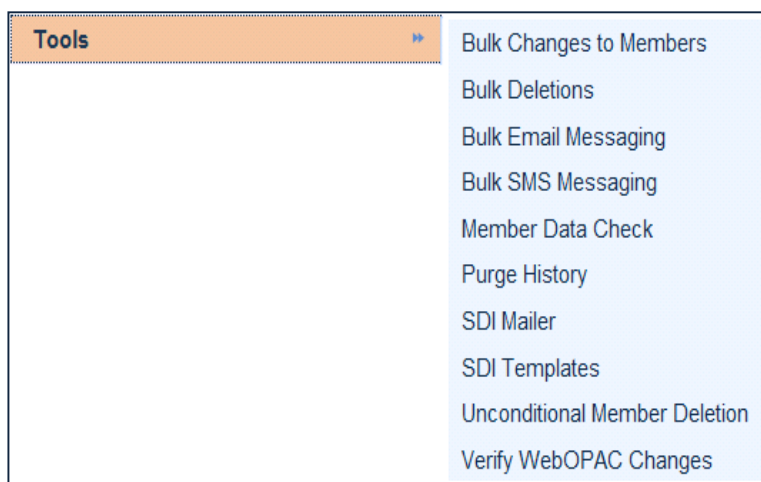 Tools
Bulk Changes to Members
Bulk Deletions
Bulk Email Messaging
Bulk SMS Messaging
Member Data Check
Purge History
SDI Mailer
SDI Templates
Unconditional Member Deletion
Verify WebOPAC Changes